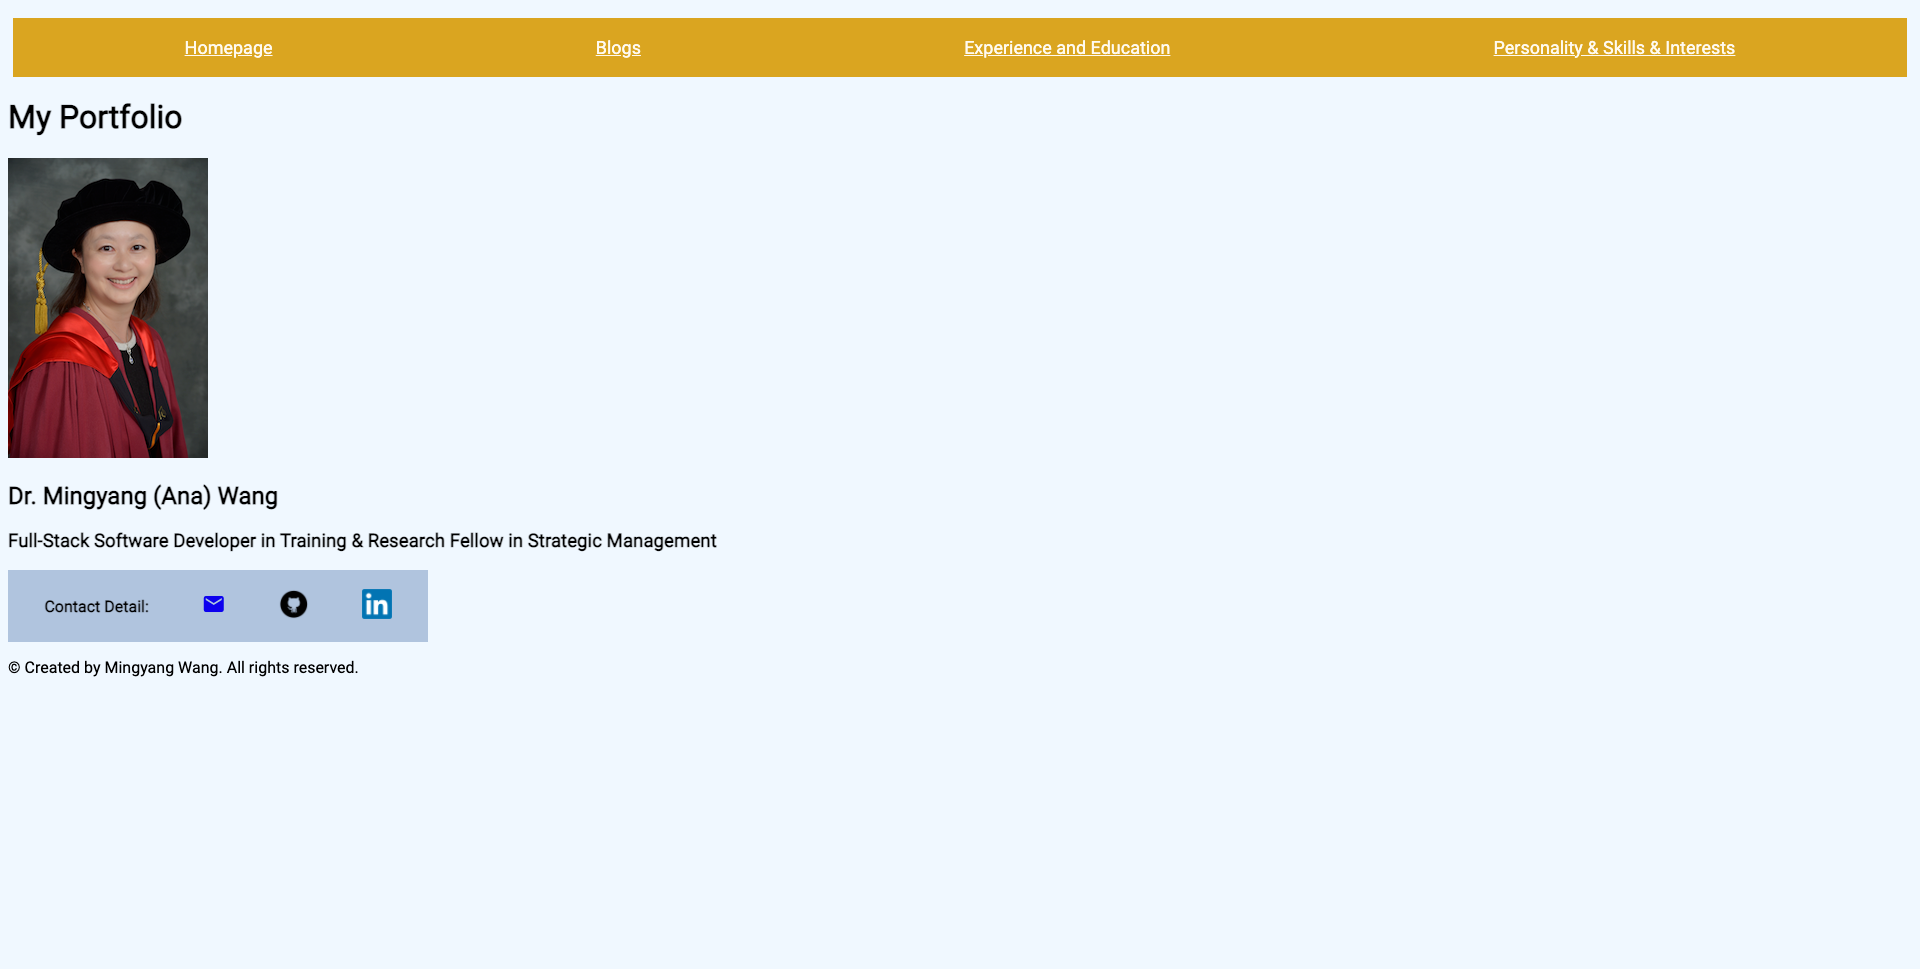 Homepage Blogs Experience and Education Personality & Skills & Interests
My Portfolio
Dr. Mingyang (Ana) Wang
Full-Stack Software Developer in Training & Research Fellow in Strategic Management
Contact Detail: in
© Created by Mingyang Wang. All rights reserved.